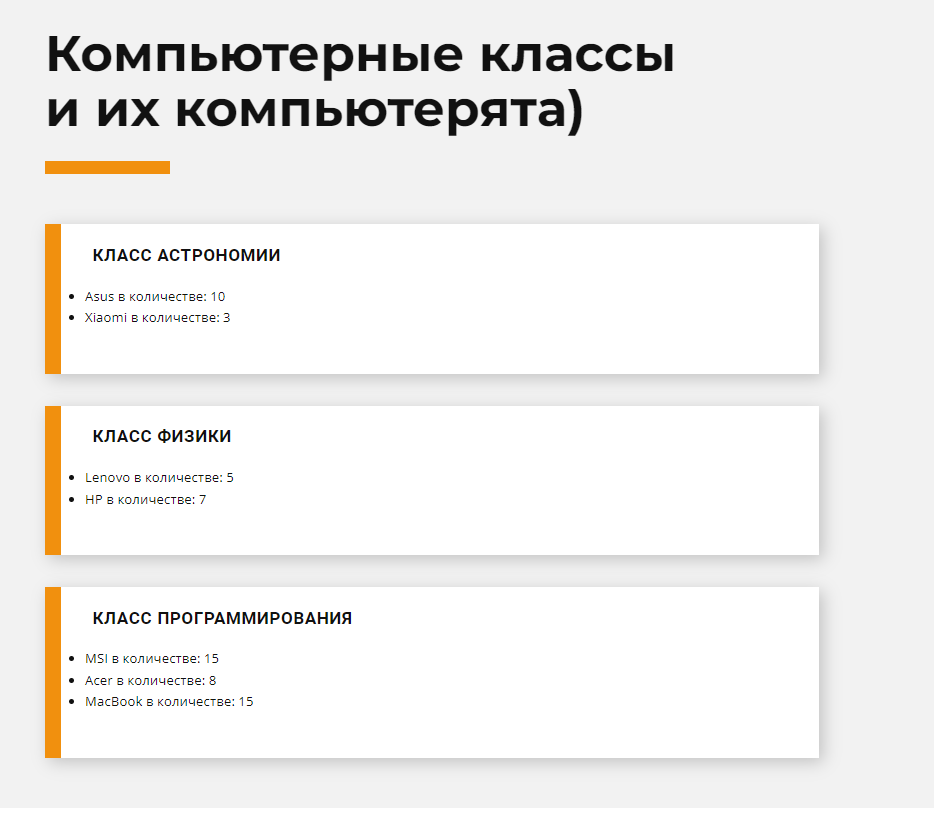 Компьютерные классы
и их компьютерята)
КЛАСС АСТРОНОМИИ
Asus в количестве: 10
Xiaomi в количестве: 3
КЛАСС ФИЗИКИ
Lenovo в количестве: 5
HP в количестве: 7
КЛАСС ПРОГРАММИРОВАНИЯ
MSI в количестве: 15
Acer в количестве: 8
MacBook в количестве: 15